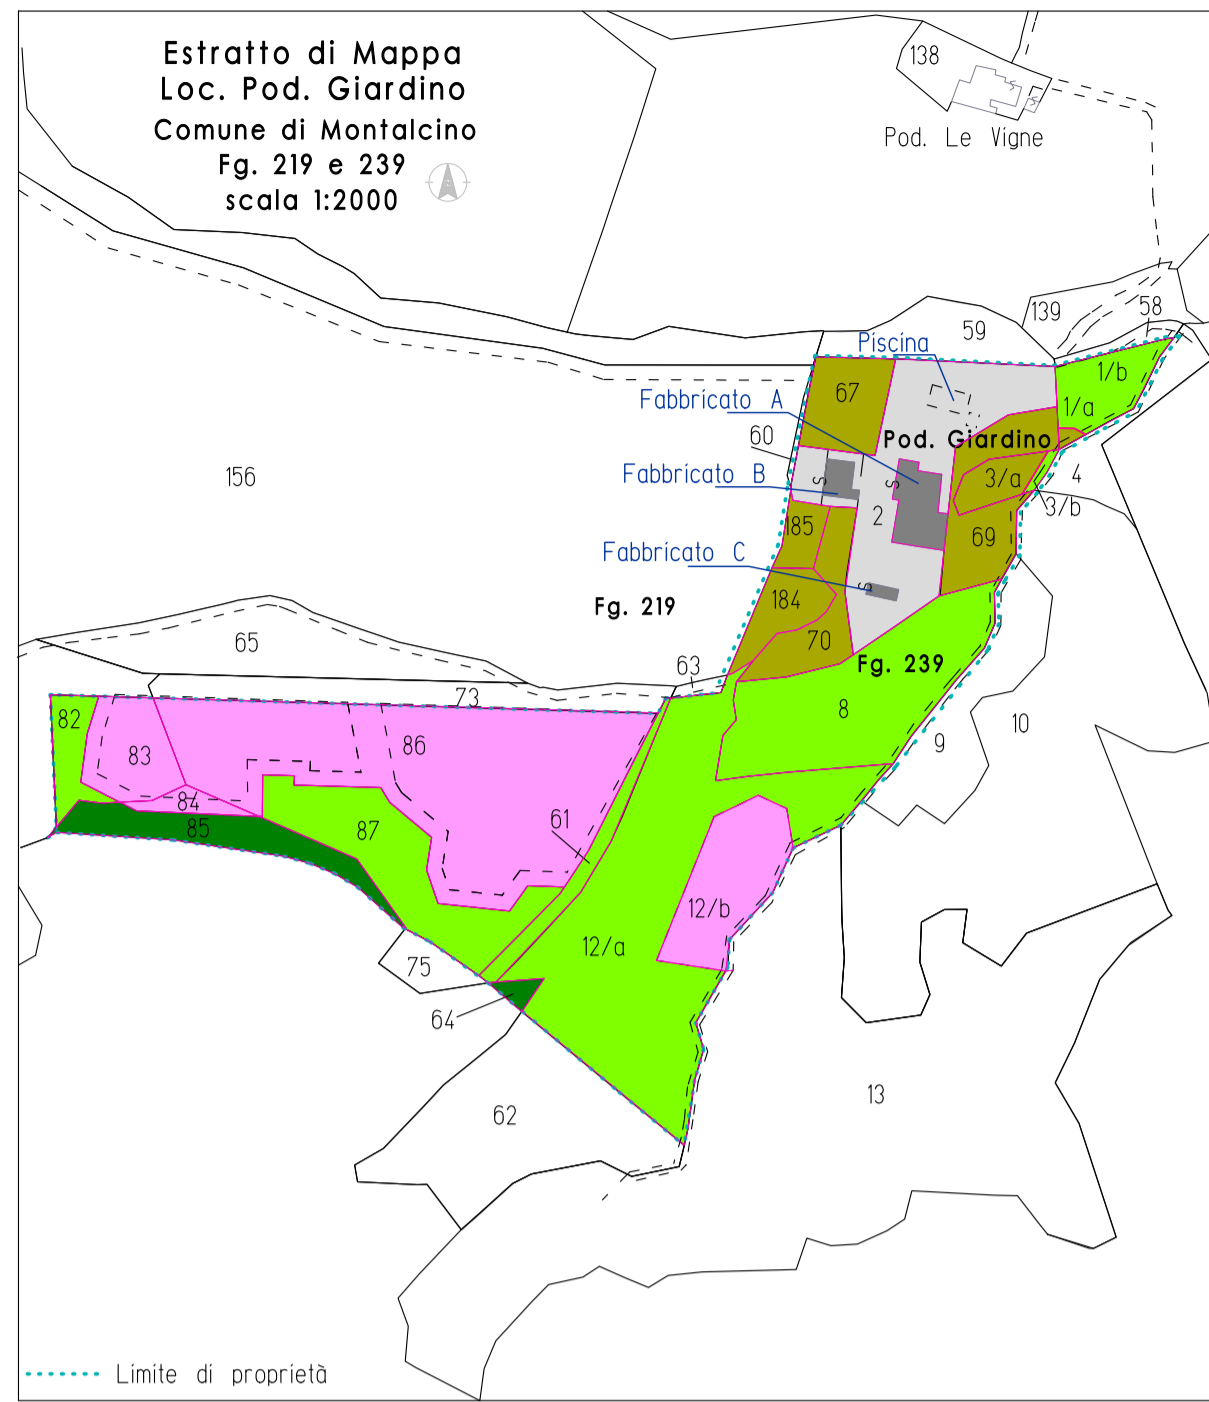 Estratto di Mappa
Loc. Pod. Giardino
Comune di Montalcino
Fg. 219 e 239
scala 1:2000
138
Pod. Le Vigne
139
58
59
Piscina
1/b
67
Fabbricato A
1/a
60
Pod. Giardino
156
Fabbricato B
3/a
4
3/b
2
185
69
Fabbricato C
184
Fg. 219
65
70
63
Fg. 239
73
82
8
10
83
86
9
84
85
87
61
12/b
12/a
75
64
62
13
Limite di proprietà